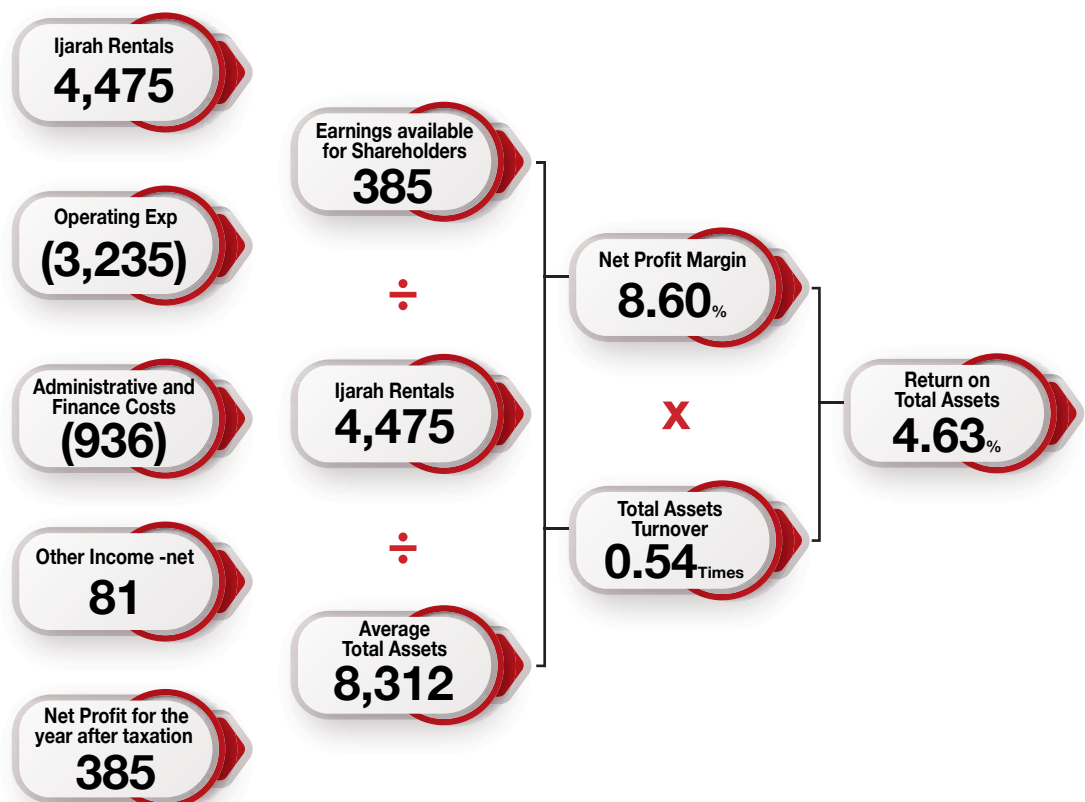 Ijarah Rentals
4,475
Operating Exp
(3,235)
Administrative and
Finance Costs
(936)
Other Income -net
81
Net Profit for the
year after taxation
385
Earnings available
for Shareholders
385
÷
Ijarah Rentals
4,475
÷
Average
Total Assets
8,312
Net Profit Margin
8.60%
x
Total Assets
Turnover
0.54Times
Return on
Total Assets
4.63%